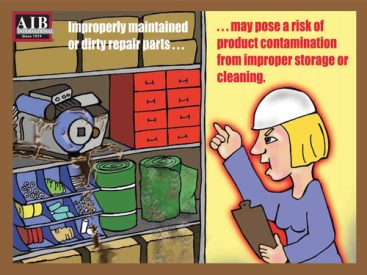 AIB
INTERNATIONAL
Since 1919
Improperly maintained
or dirty repair parts . . .
. . . may pose a risk of
product contamination
from improper storage or
cleaning.